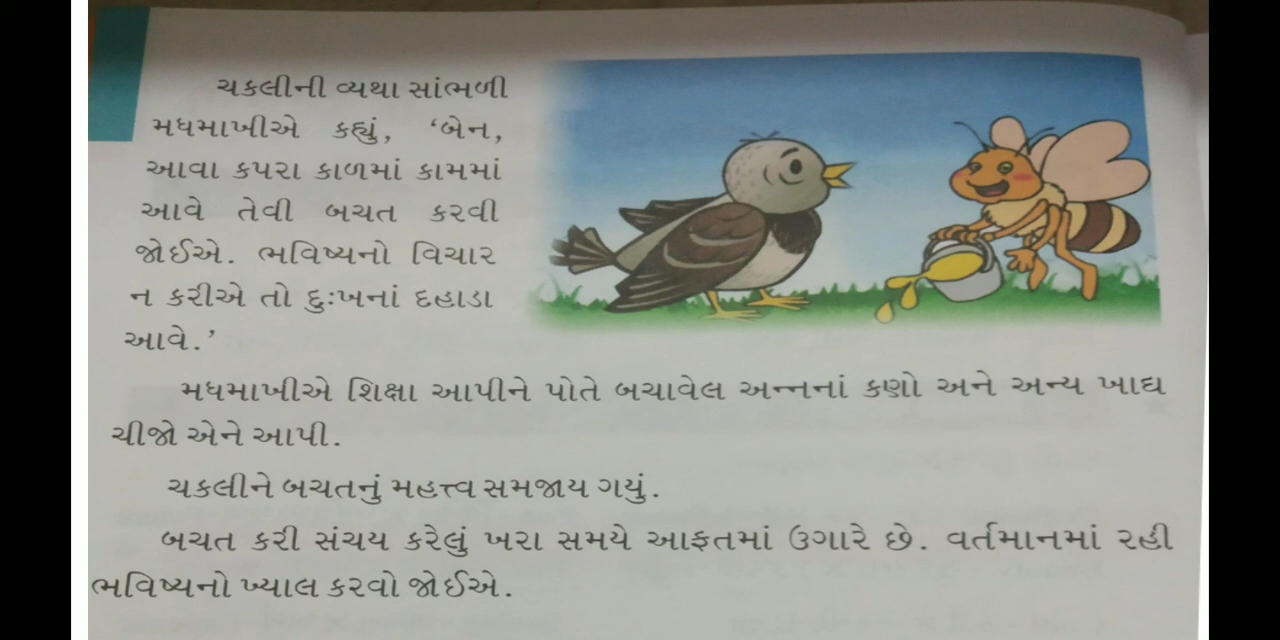 ચકલીની વ્યથા સાંભળી
મધમાખીએ કહ્યું, ‘બેન,
આવા કપરા કાળમાં કામમાં
આવે તેવી બચત કરવી
જોઈએ. ભવિષ્યનો વિચાર
ન કરીએ તો દુઃખનાં દહાડા
આવે.’
મધમાખીએ શિક્ષા આપીને પોતે બચાવેલ અન્નનાં કણો અને અન્ય ખાદ્ય
ચીજો એને આપી.
ચકલીને બચતનું મહત્ત્વ સમજાય ગયું.
બચત કરી સંચય કરેલું ખરા સમયે આફતમાં ઉગારે છે. વર્તમાનમાં રહી
ભવિષ્યનો ખ્યાલ કરવો જોઈએ.